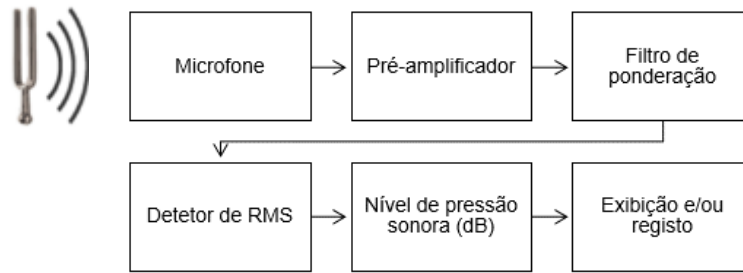 Microfone
Pré-amplificador
Filtro de
ponderação
Detetor de RMS
Nível de pressão
sonora (dB)
Exibição e/ou
registo